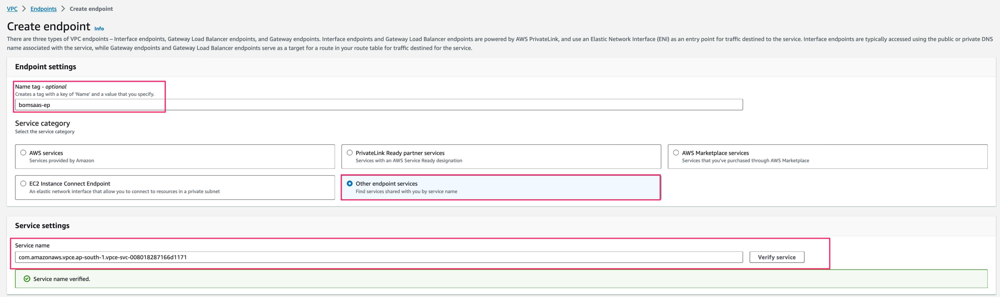 VPC > Endpoints > Create endpoint
Create endpoint Info
There are three types of VPC endpoints – Interface endpoints, Gateway Load Balancer endpoints, and Gateway endpoints. Interface endpoints and Gateway Load Balancer endpoints are powered by AWS PrivateLink, and use an Elastic Network Interface (ENI) as an entry point for traffic destined to the service. Interface endpoints are typically accessed using the public or private DNS
name associated with the service, while Gateway endpoints and Gateway Load Balancer endpoints serve as a target for a route in your route table for traffic destined for the service.
Endpoint settings
Name tag - optional
Creates a tag with a key of 'Name' and a value that you specify.
bomsaas-ep
Service category
Select the service category
AWS services
Services provided by Amazon
PrivateLink Ready partner services
Services with an AWS Service Ready designation
AWS Marketplace services
Services that you've purchased through AWS Marketplace
EC2 Instance Connect Endpoint
An elastic network interface that allow you to connect to resources in a private subnet
Other endpoint services
Find services shared with you by service name
Service settings
Service name
com.amazonaws.vpce.ap-south-1.vpce-svc-008018287166d1171
Verify service
Service name verified.